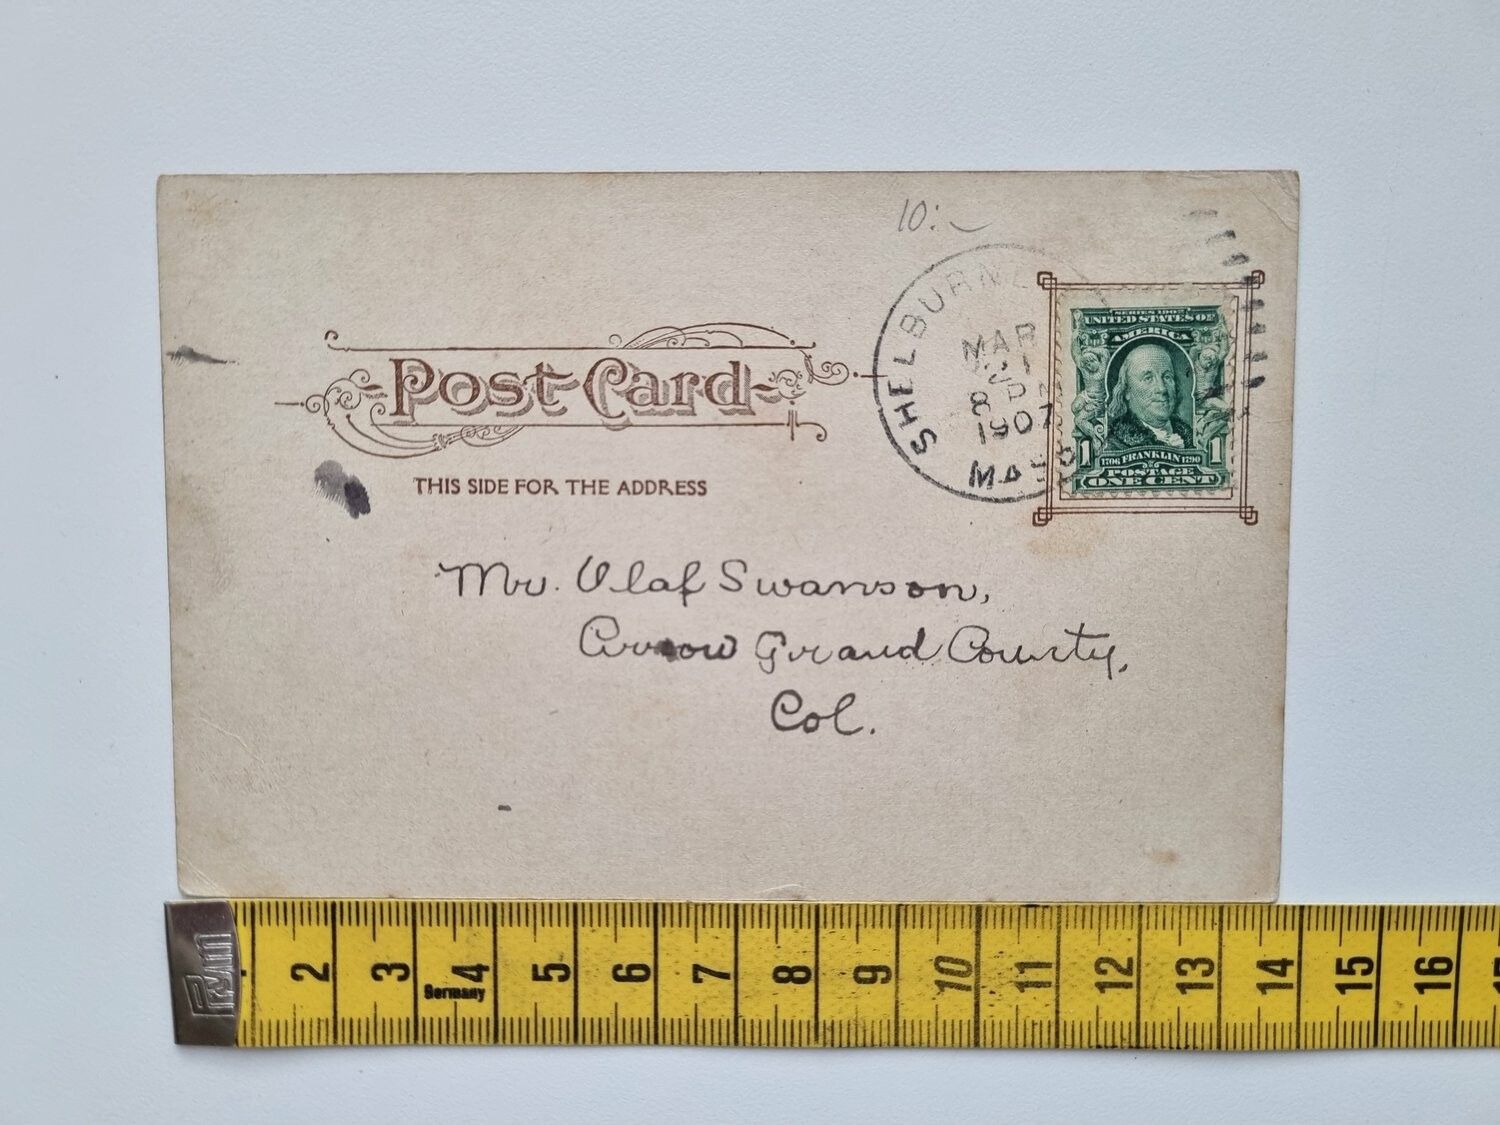 10:
SHELBURNE
MAR
1
8
1907
MASS
Post Card
THIS SIDE FOR THE ADDRESS
SERIES 1902
UNITED STATES OF
AMERICA
1 1
1706 FRANKLIN 1790
POSTAGE
ONE CENT
Mr. Olaf Swanson,
Arrow Grand County,
Col.
2 3 4 5 6 7 8 9 10 11 12 13 14 15 16
Germany
Prym